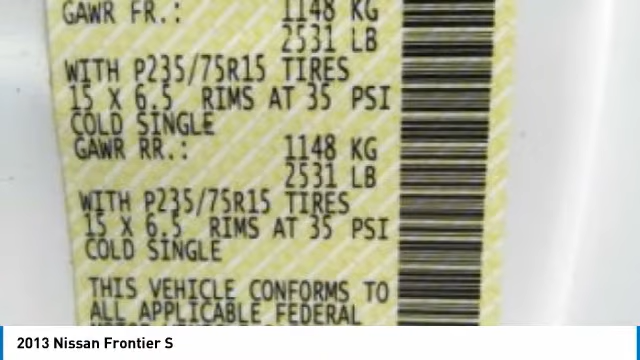 GAWR FR.: 1148 KG
2531 LB
WITH P235/75R15 TIRES
15 X 6.5 RIMS AT 35 PSI
COLD SINGLE
GAWR RR.: 1148 KG
2531 LB
WITH P235/75R15 TIRES
15 X 6.5 RIMS AT 35 PSI
COLD SINGLE
THIS VEHICLE CONFORMS TO
ALL APPLICABLE FEDERAL
2013 Nissan Frontier S